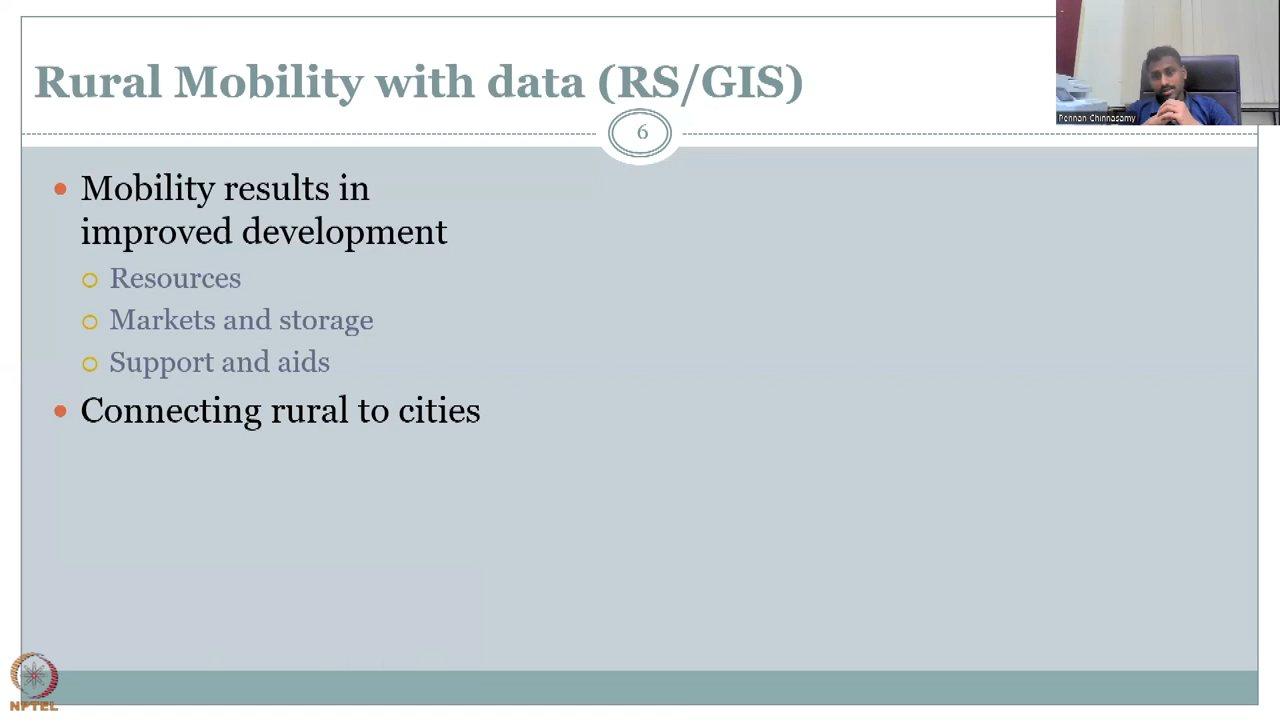 Rural Mobility with data (RS/GIS)
Pennan Chinnasamy
6
Mobility results in
improved development
Resources
Markets and storage
Support and aids
Connecting rural to cities
NPTEL